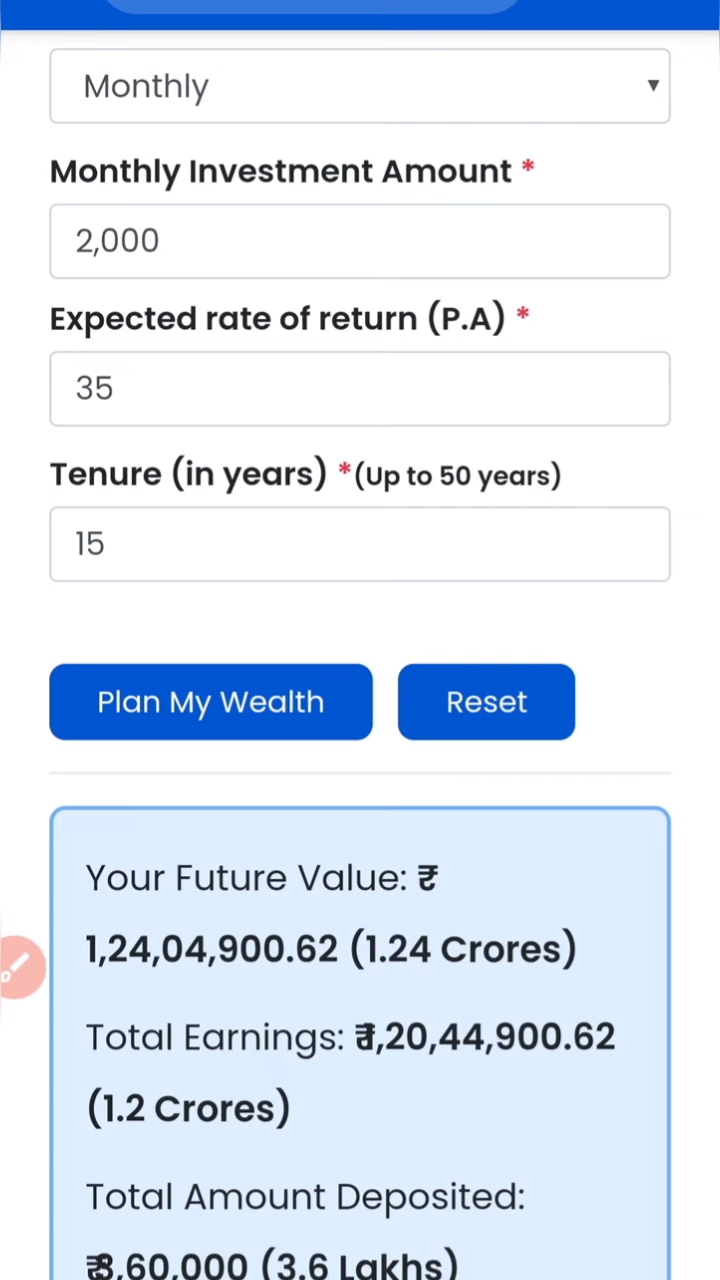 Monthly
Monthly Investment Amount *
2,000
Expected rate of return (P.A) *
35
Tenure (in years) *(Up to 50 years)
15
Plan My Wealth
Reset
Your Future Value: ₹
1,24,04,900.62 (1.24 Crores)
Total Earnings: ₹1,20,44,900.62
(1.2 Crores)
Total Amount Deposited:
₹3,60,000 (3.6 Lakhs)